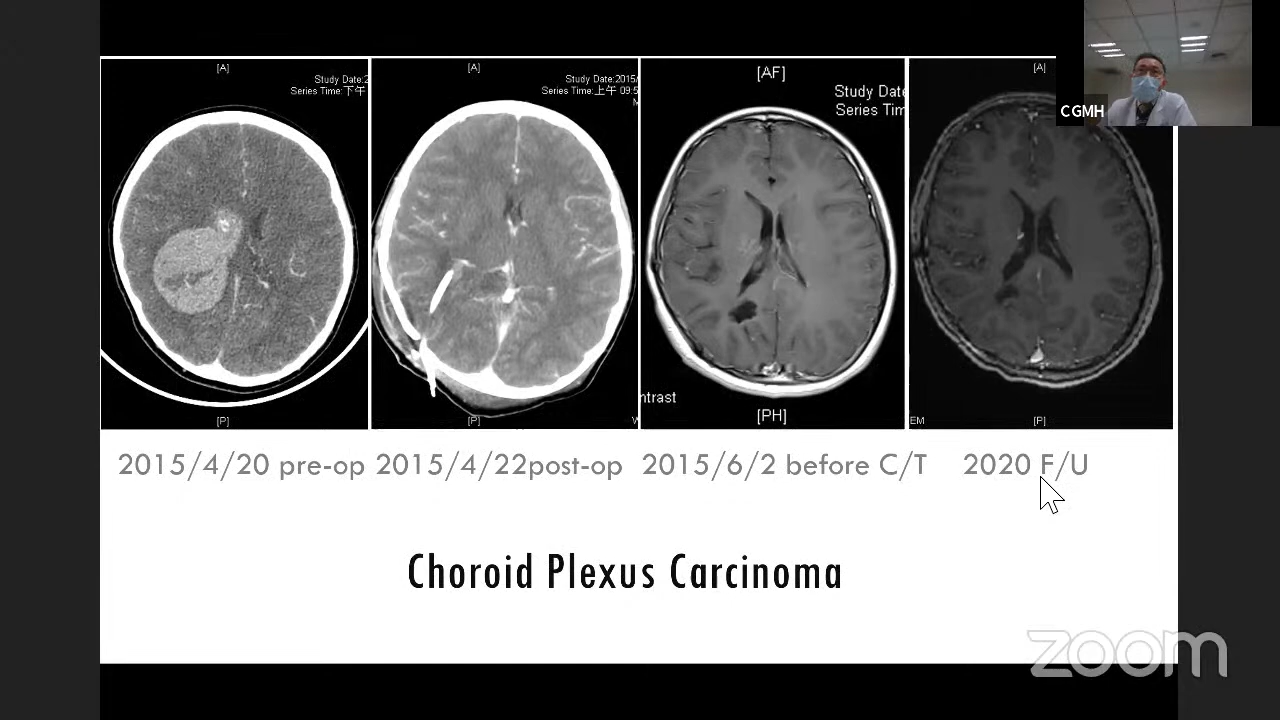 [A]
Study Date:2
Series Time:下午
[P]
[A]
Study Date:2015/
Series Time:上午 09:5
M
[P]
W
[AF]
Study Date
Series Tim
ntrast
[PH]
[A]
EM
[P]
CGMH
2015/4/20 pre-op
2015/4/22post-op
2015/6/2 before C/T
2020 F/U
Choroid Plexus Carcinoma
zoom